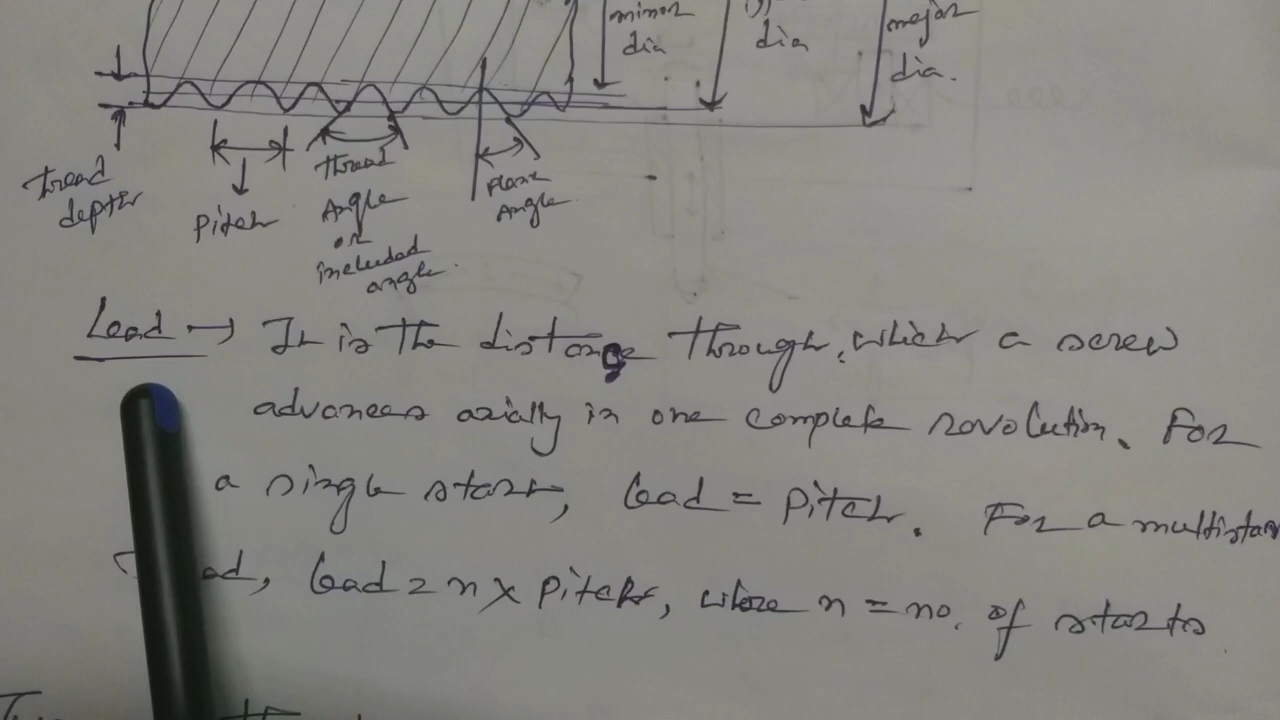 minor
dia
dia
major
dia.
Tread
depth
Pitch
thread
Angle
or
included
angle.
Flank
Angle.
Lead → It is the distance through, which a screw
advances axially in one complete revolution. For
a single start, lead = pitch. For a multistar
ad, lead = n x pitch, where n = no. of starts